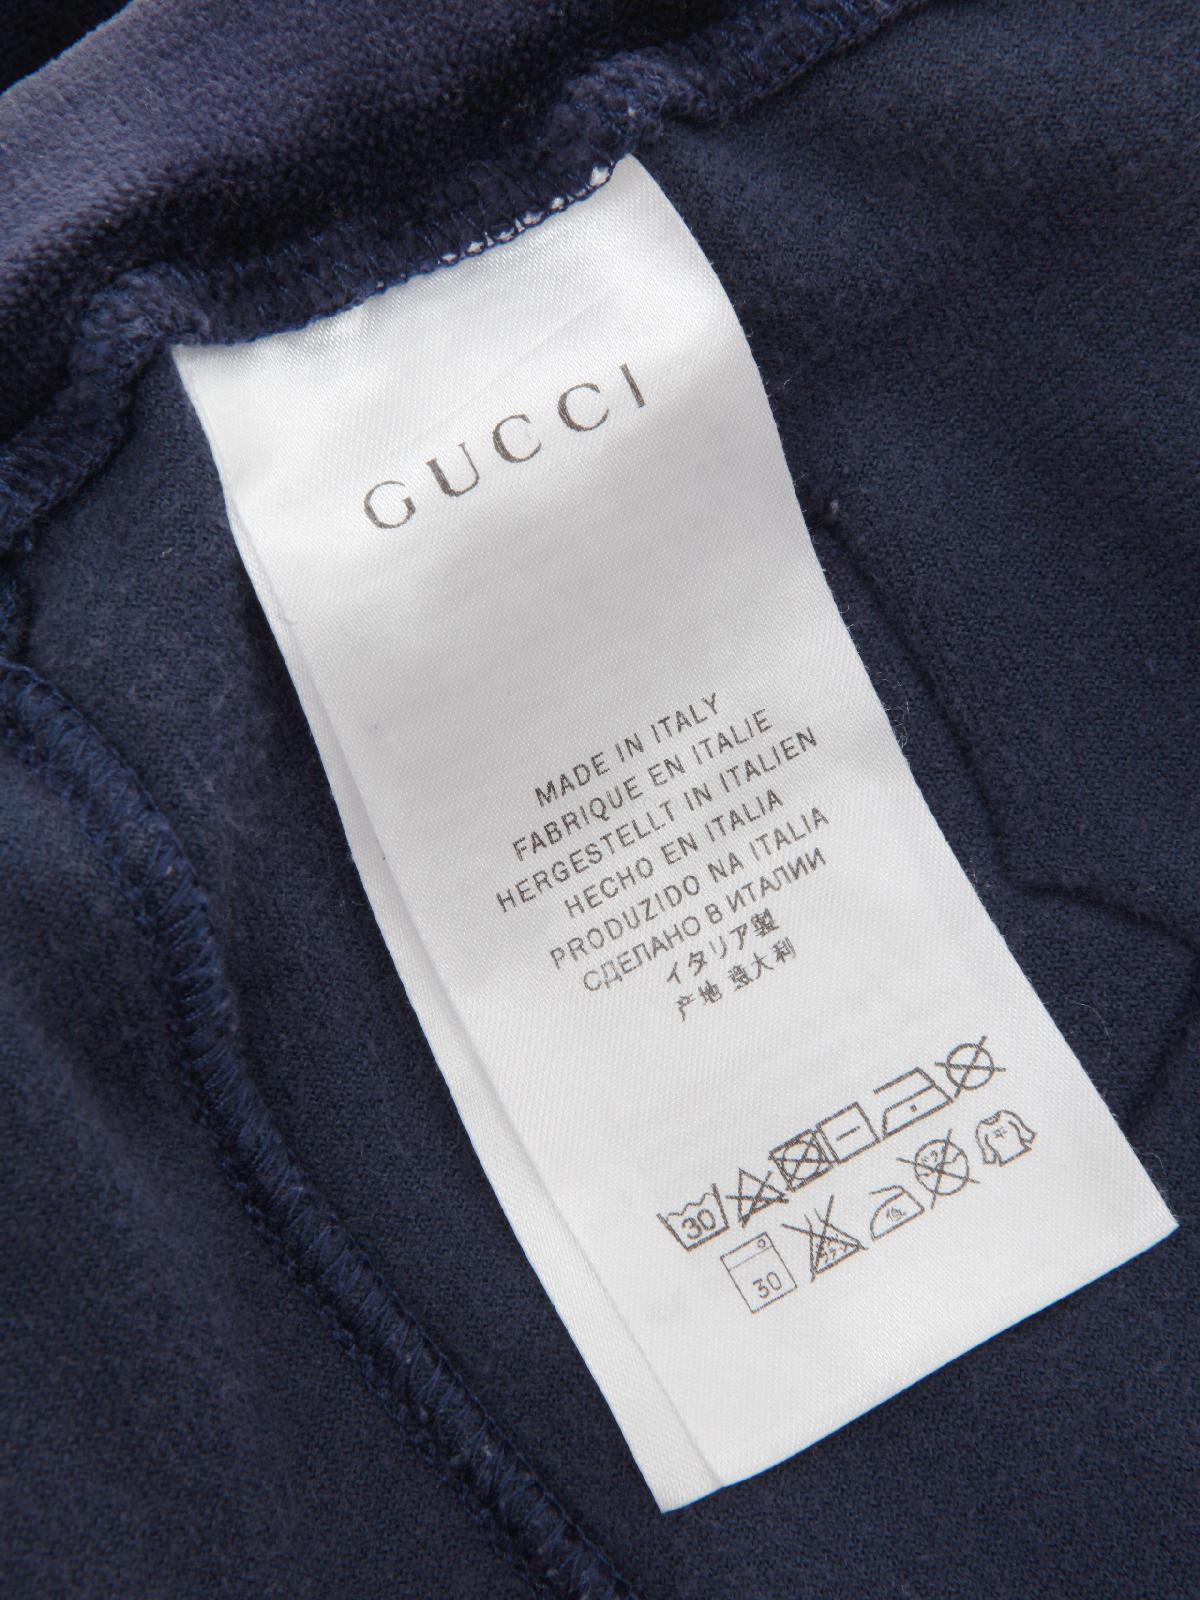 GUCCI
MADE IN ITALY
FABRIQUE EN ITALIE
HERGESTELLT IN ITALIEN
HECHO EN ITALIA
PRODUZIDO NA ITALIA
СДЕЛАНО В ИТАЛИИ
イタリア製
产地 意大利
30
30 低